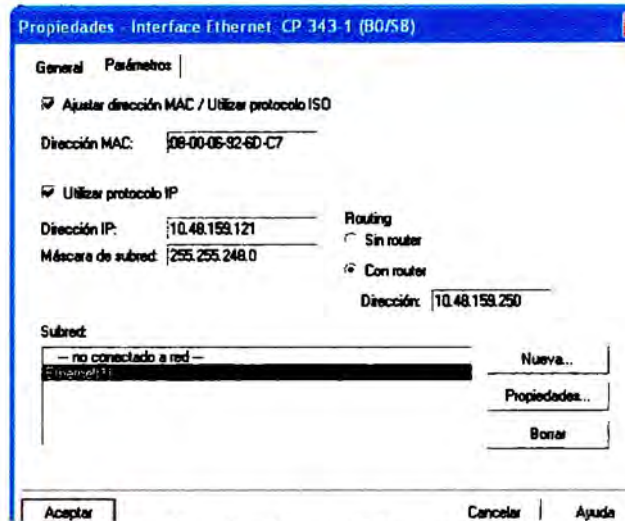 Propiedades - Interface Ethernet CP 343-1 (B0/S8)
General Parámetros
Ajustar dirección MAC / Utilizar protocolo ISO
Dirección MAC: 08-00-06-92-6D-C7
Utilizar protocolo IP
Dirección IP: 10.48.159.121
Máscara de subred: 255.255.248.0
Routing
Sin router
Con router
Dirección: 10.48.159.250
Subred:
-- no conectado a red --
Nueva...
Propiedades...
Borrar
Aceptar Cancelar Ayuda